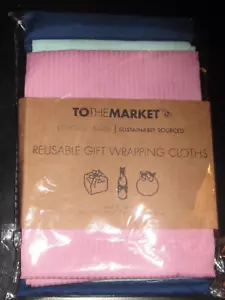 TOTHEMARKET
| SUSTAINABLY SOURCED
REUSABLE GIFT WRAPPING CLOTHS